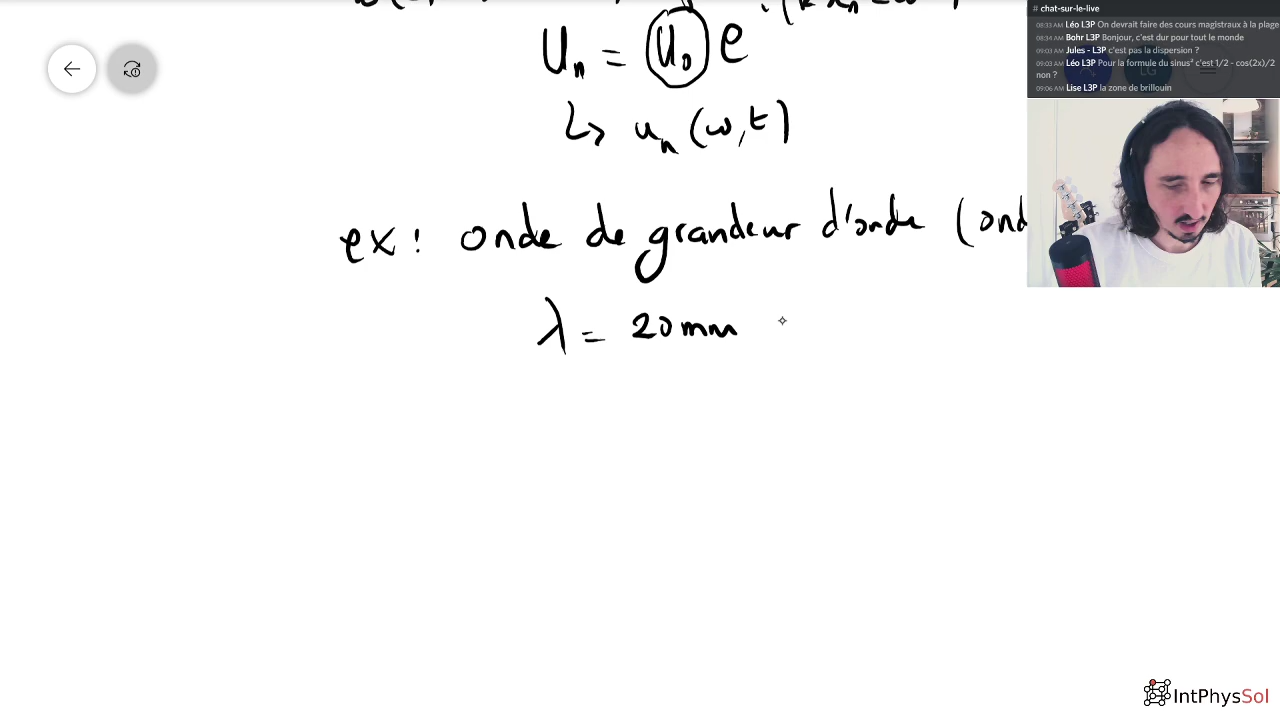 Uₙ = U₀ e
↳ uₙ (ω,t)
ex : onde de grandeur d'onde (ond
λ = 20 mm
# chat-sur-le-live
08:33 AM Léo L3P On devrait faire des cours magistraux à la plage
08:34 AM Bohr L3P Bonjour, c'est dur pour tout le monde
09:03 AM Jules - L3P c'est pas la dispersion ?
09:03 AM Léo L3P Pour la formule du sinus² c'est 1/2 - cos(2x)/2
non ?
09:06 AM Lise L3P la zone de brillouin
IntPhysSol